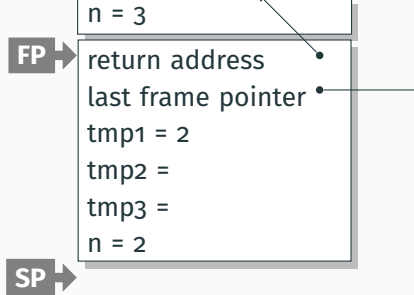 n = 3
FP
return address
last frame pointer
tmp1 = 2
tmp2 =
tmp3 =
n = 2
SP